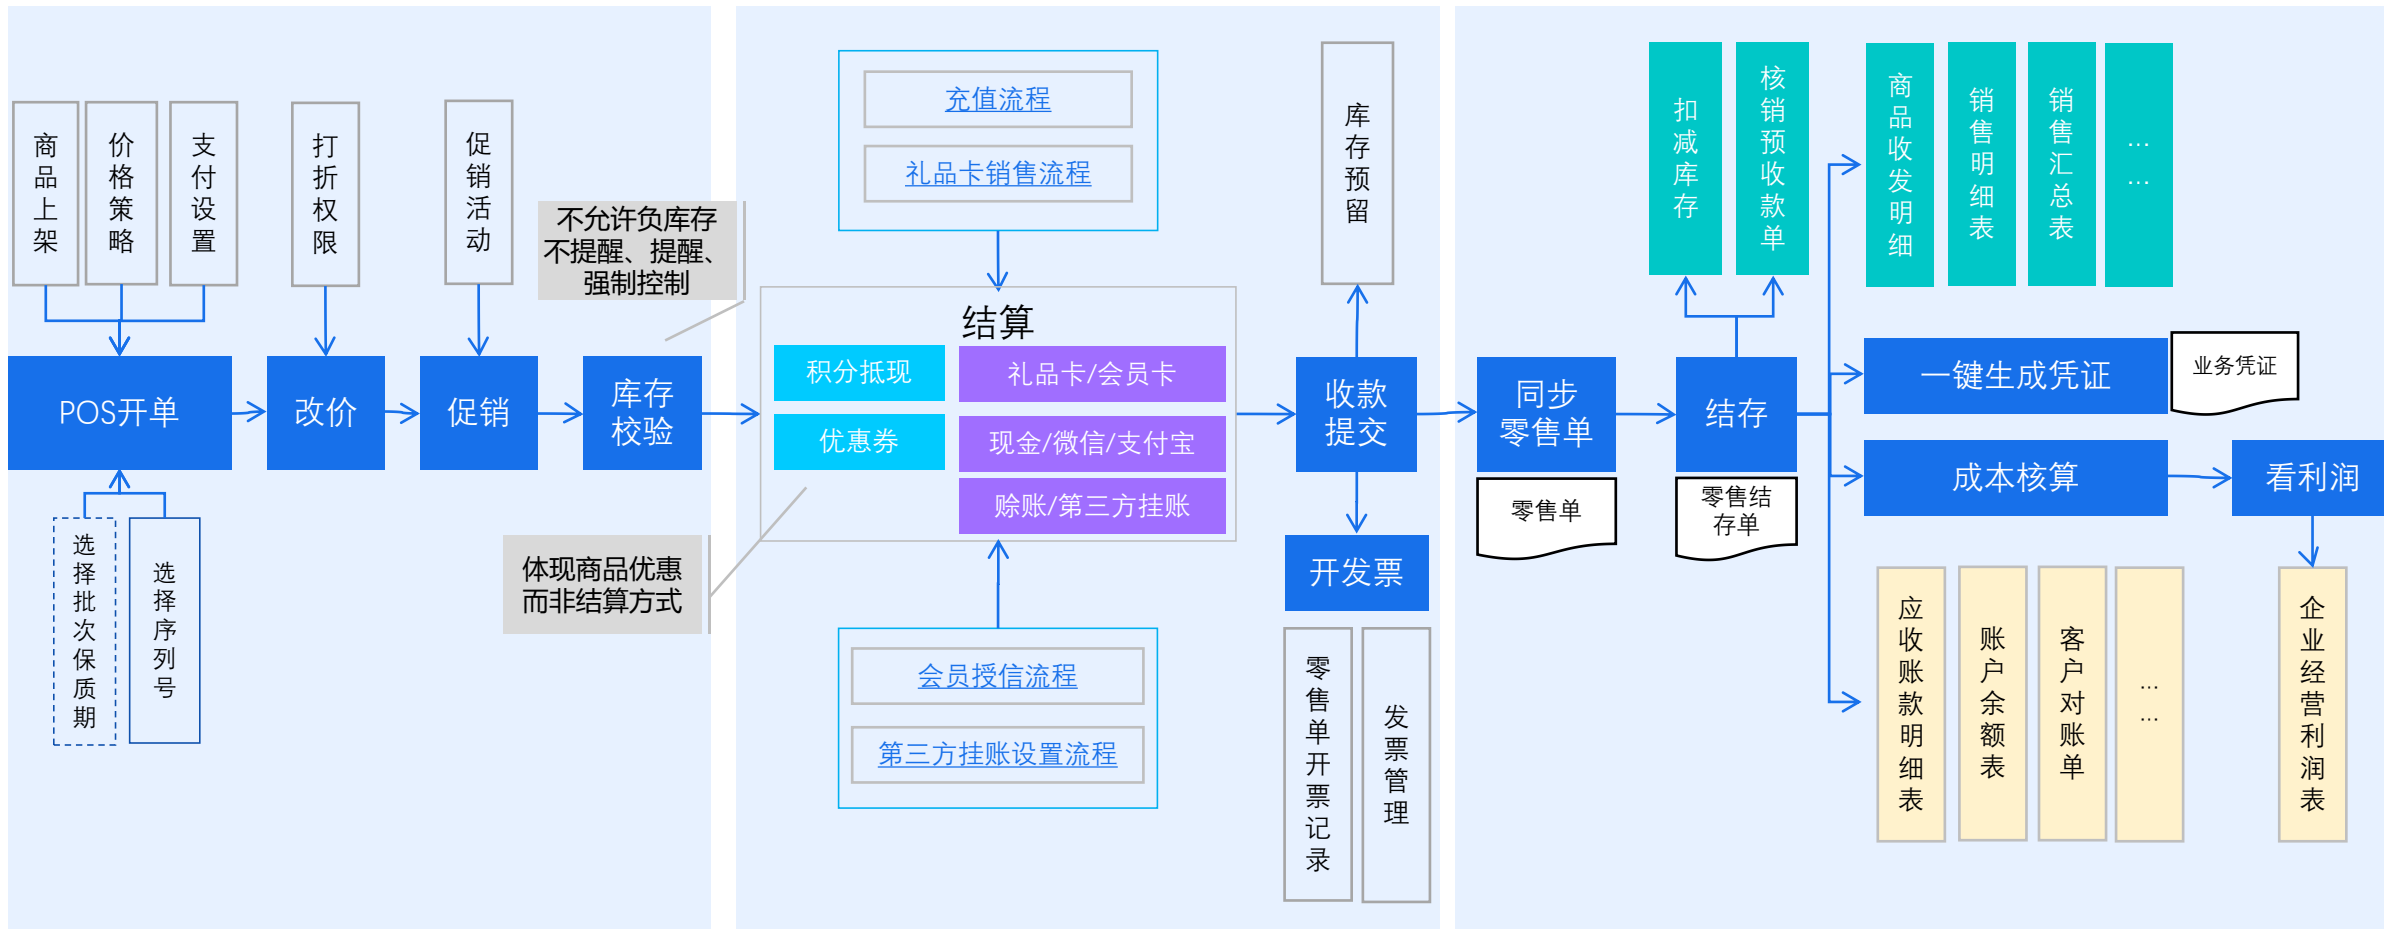 商品上架
价格策略
支付设置
打折权限
促销活动
不允许负库存
不提醒、提醒、
强制控制
POS开单
改价
促销
库存
校验
选择批次保质期
选择序列号
体现商品优惠
而非结算方式
充值流程
礼品卡销售流程
结算
积分抵现
优惠券
礼品卡/会员卡
现金/微信/支付宝
赊账/第三方挂账
会员授信流程
第三方挂账设置流程
库存预留
收款
提交
开发票
零售单开票记录
发票管理
同步
零售单
零售单
结存
零售结
存单
扣减库存
核销预收款单
商品收发明细
销售明细表
销售汇总表
... ...
一键生成凭证
业务凭证
成本核算
看利润
应收账款明细表
账户余额表
客户对账单
... ...
企业经营利润表